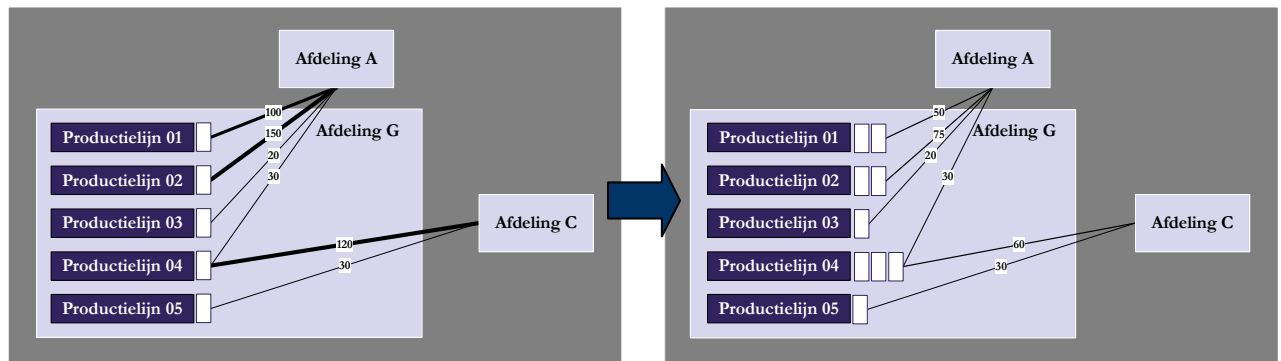 Afdeling A
100
150
20
30
Afdeling G
Productielijn 01
Productielijn 02
Productielijn 03
Productielijn 04
Productielijn 05
120
30
Afdeling C
Afdeling A
50
75
20
30
Afdeling G
Productielijn 01
Productielijn 02
Productielijn 03
Productielijn 04
Productielijn 05
60
30
Afdeling C